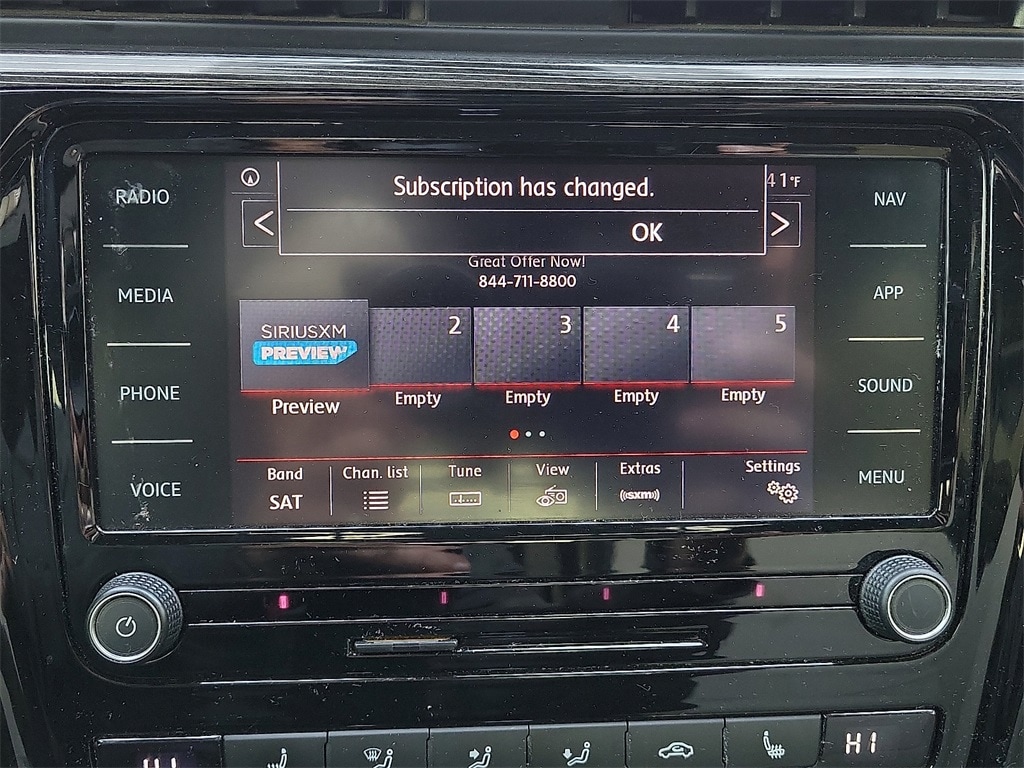 Subscription has changed.
OK
41°F
<
>
Great Offer Now!
844-711-8800
RADIO
MEDIA
PHONE
VOICE
NAV
APP
SOUND
MENU
SIRIUSXM
PREVIEW
2
3
4
5
Preview
Empty
Empty
Empty
Empty
Band
SAT
Chan. list
Tune
View
Extras
((sxm))
Settings
HI